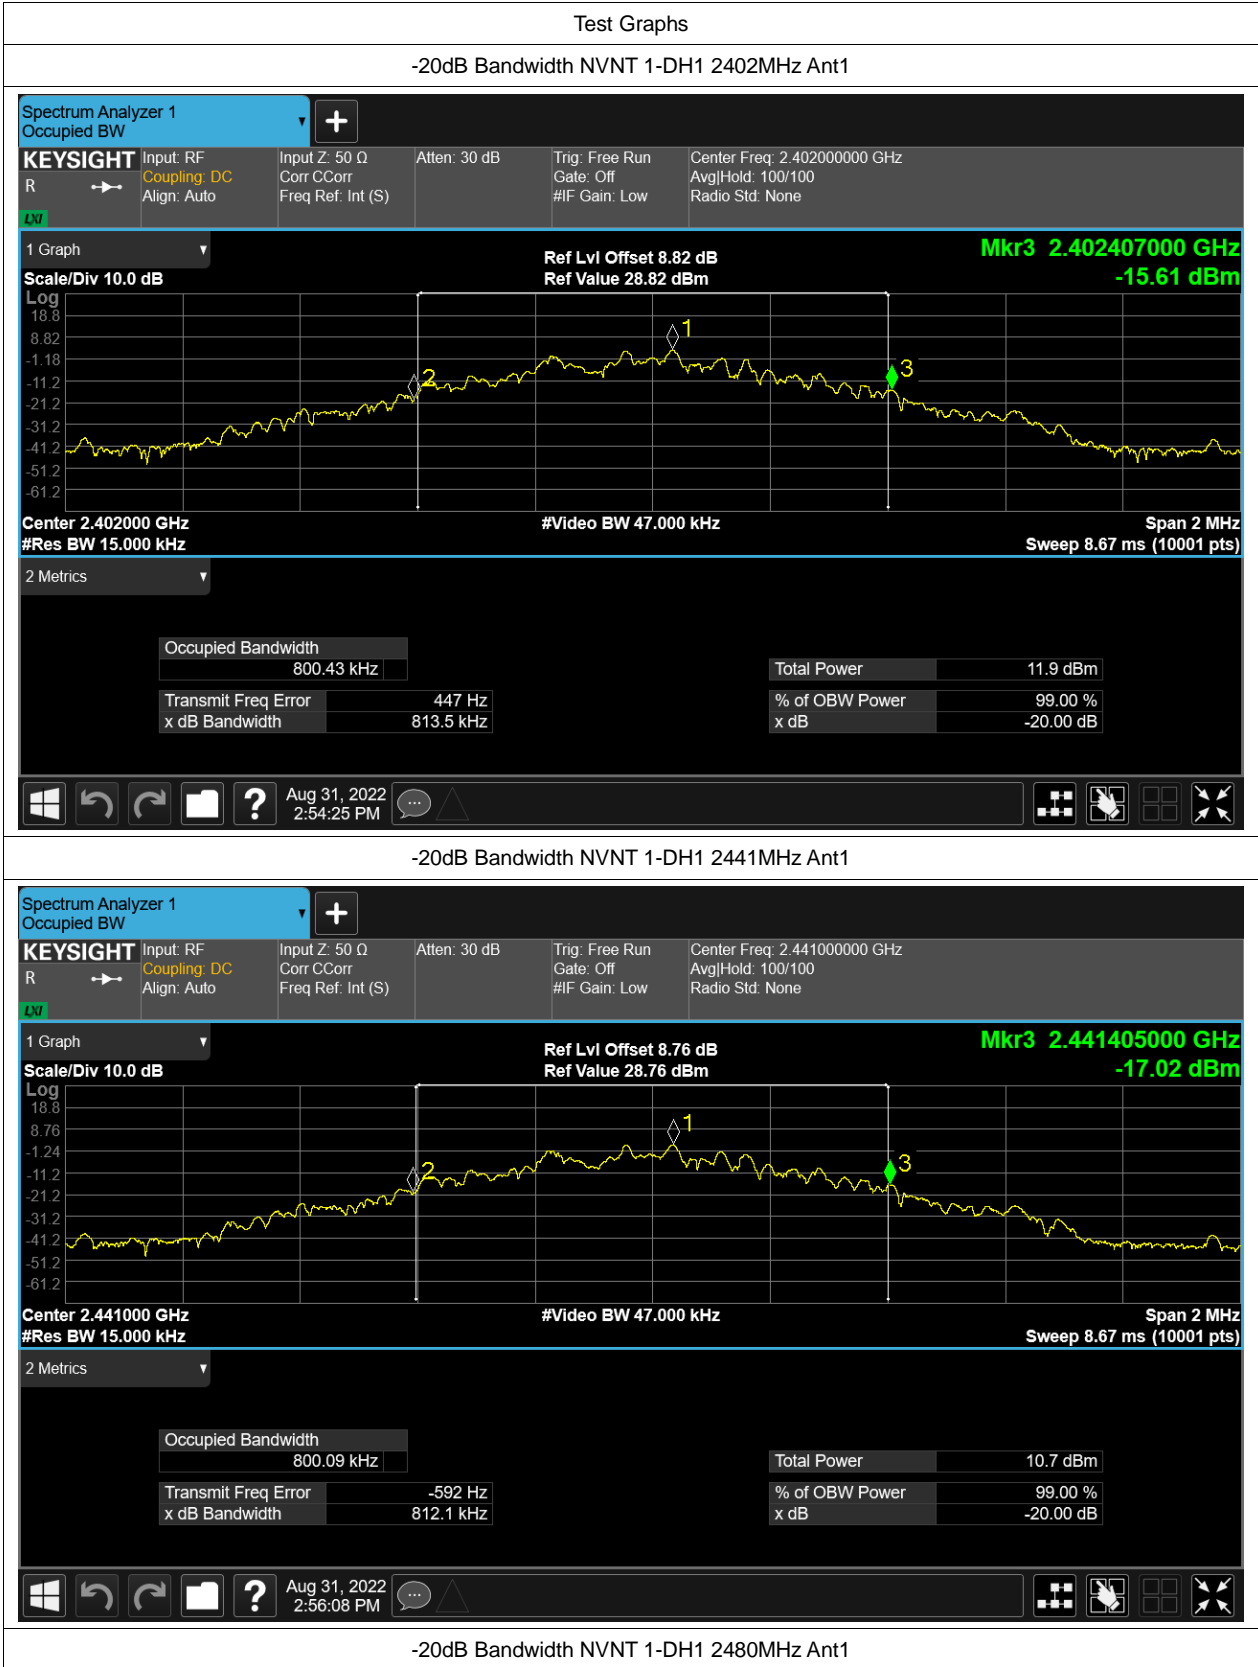 Test Graphs
-20dB Bandwidth NVNT 1-DH1 2402MHz Ant1
Spectrum Analyzer 1
Occupied BW
KEYSIGHT Input: RF Input Z: 50 Ω Atten: 30 dB Trig: Free Run Center Freq: 2.402000000 GHz
R Coupling: DC Corr CCorr Gate: Off Avg|Hold: 100/100
Align: Auto Freq Ref: Int (S) #IF Gain: Low Radio Std: None
LXI
1 Graph
Ref Lvl Offset 8.82 dB Mkr3 2.402407000 GHz
Scale/Div 10.0 dB Ref Value 28.82 dBm -15.61 dBm
Log
18.8
8.82
-1.18
-11.2
-21.2
-31.2
-41.2
-51.2
-61.2
1
2
3
Center 2.402000 GHz #Video BW 47.000 kHz Span 2 MHz
#Res BW 15.000 kHz Sweep 8.67 ms (10001 pts)
2 Metrics
Occupied Bandwidth
800.43 kHz Total Power 11.9 dBm
Transmit Freq Error 447 Hz % of OBW Power 99.00 %
x dB Bandwidth 813.5 kHz x dB -20.00 dB
Aug 31, 2022
2:54:25 PM
-20dB Bandwidth NVNT 1-DH1 2441MHz Ant1
Spectrum Analyzer 1
Occupied BW
KEYSIGHT Input: RF Input Z: 50 Ω Atten: 30 dB Trig: Free Run Center Freq: 2.441000000 GHz
R Coupling: DC Corr CCorr Gate: Off Avg|Hold: 100/100
Align: Auto Freq Ref: Int (S) #IF Gain: Low Radio Std: None
LXI
1 Graph
Ref Lvl Offset 8.76 dB Mkr3 2.441405000 GHz
Scale/Div 10.0 dB Ref Value 28.76 dBm -17.02 dBm
Log
18.8
8.76
-1.24
-11.2
-21.2
-31.2
-41.2
-51.2
-61.2
1
2
3
Center 2.441000 GHz #Video BW 47.000 kHz Span 2 MHz
#Res BW 15.000 kHz Sweep 8.67 ms (10001 pts)
2 Metrics
Occupied Bandwidth
800.09 kHz Total Power 10.7 dBm
Transmit Freq Error -592 Hz % of OBW Power 99.00 %
x dB Bandwidth 812.1 kHz x dB -20.00 dB
Aug 31, 2022
2:56:08 PM
-20dB Bandwidth NVNT 1-DH1 2480MHz Ant1